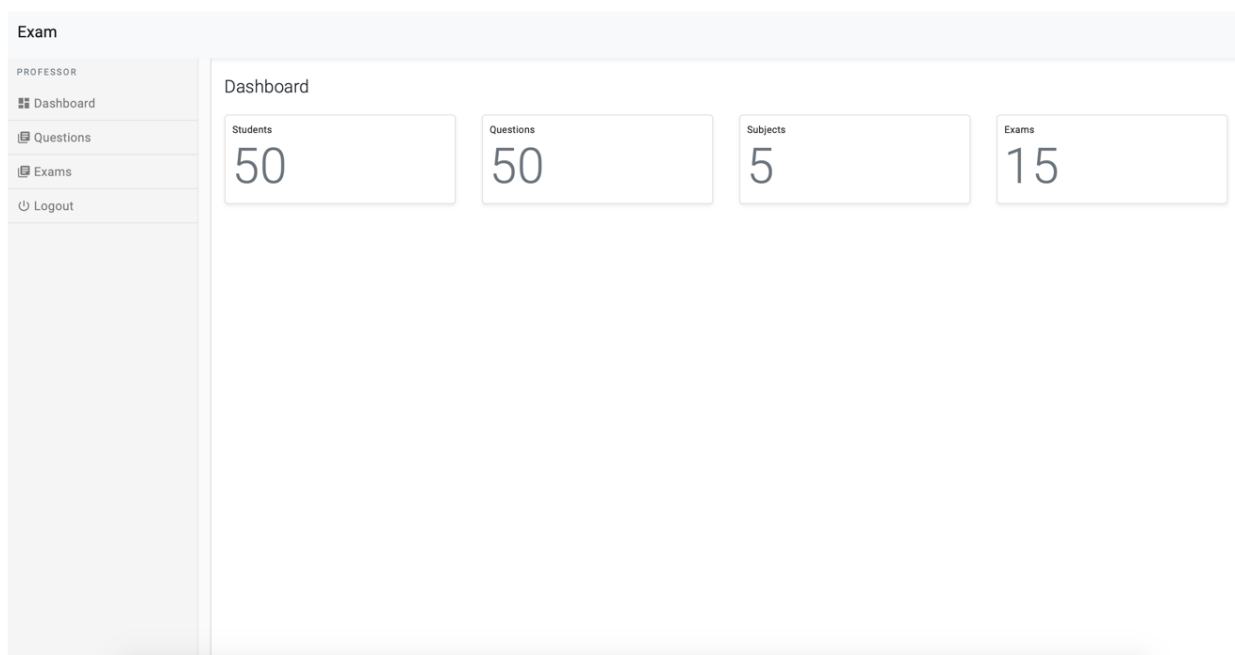 Exam
PROFESSOR
Dashboard
Questions
Exams
Logout
Dashboard
Students
50
Questions
50
Subjects
5
Exams
15